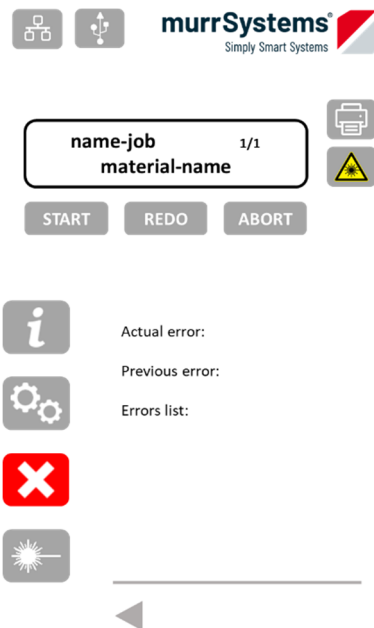 murrSystems®
Simply Smart Systems
name-job 1/1
material-name
START REDO ABORT
Actual error:
Previous error:
Errors list: